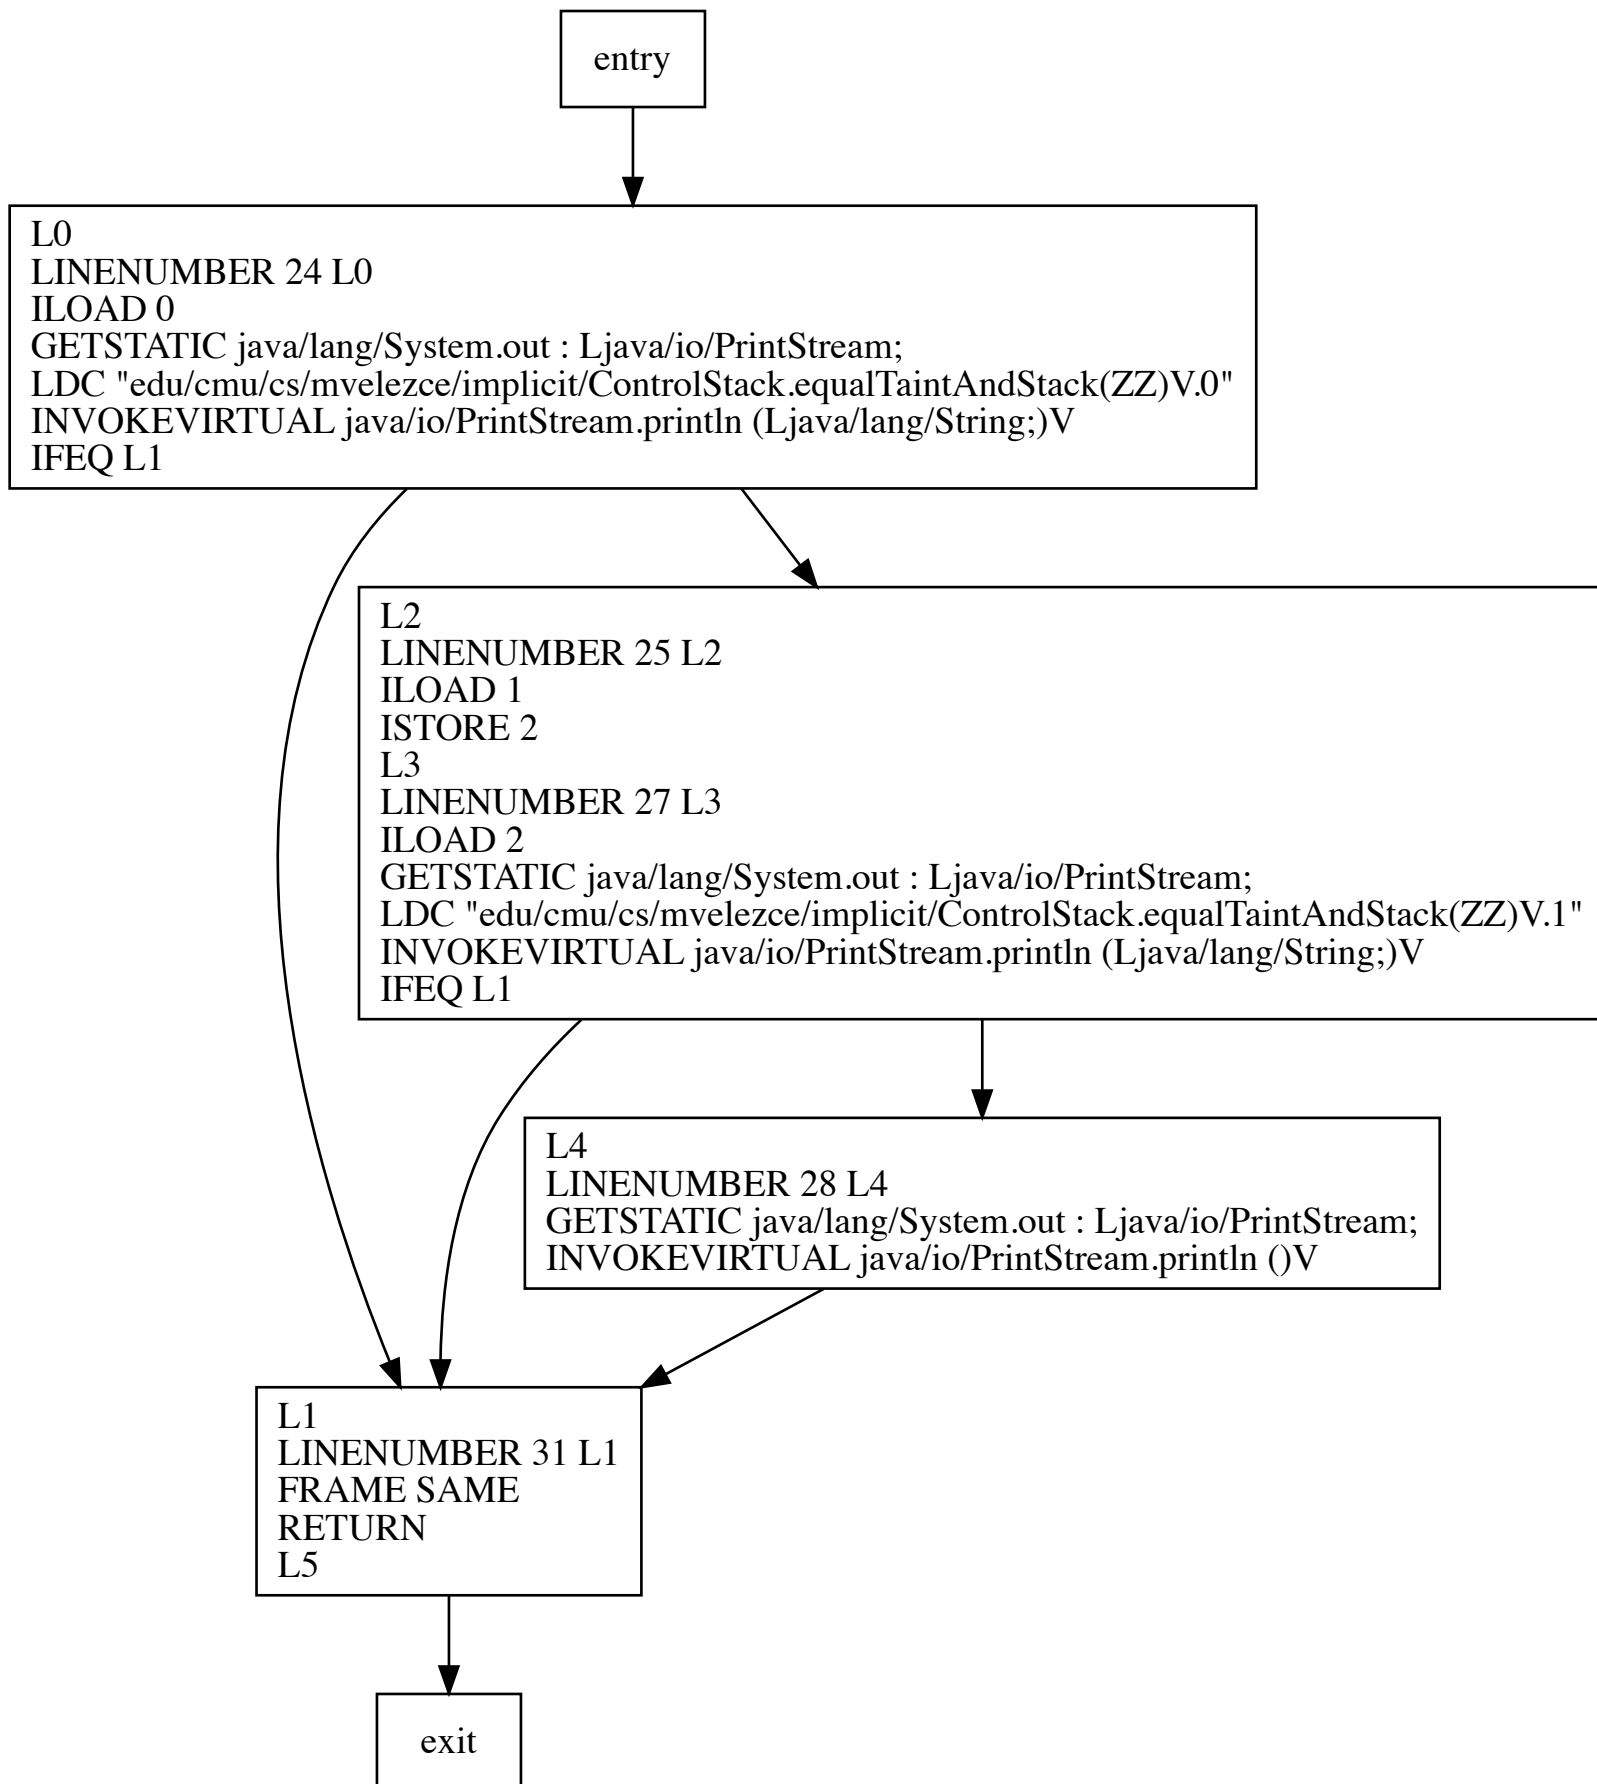 entry
L0
LINENUMBER 24 L0
ILOAD 0
GETSTATIC java/lang/System.out : Ljava/io/PrintStream;
LDC "edu/cmu/cs/mvelezce/implicit/ControlStack.equalTaintAndStack(ZZ)V.0"
INVOKEVIRTUAL java/io/PrintStream.println (Ljava/lang/String;)V
IFEQ L1
L2
LINENUMBER 25 L2
ILOAD 1
ISTORE 2
L3
LINENUMBER 27 L3
ILOAD 2
GETSTATIC java/lang/System.out : Ljava/io/PrintStream;
LDC "edu/cmu/cs/mvelezce/implicit/ControlStack.equalTaintAndStack(ZZ)V.1"
INVOKEVIRTUAL java/io/PrintStream.println (Ljava/lang/String;)V
IFEQ L1
L4
LINENUMBER 28 L4
GETSTATIC java/lang/System.out : Ljava/io/PrintStream;
INVOKEVIRTUAL java/io/PrintStream.println ()V
L1
LINENUMBER 31 L1
FRAME SAME
RETURN
L5
exit